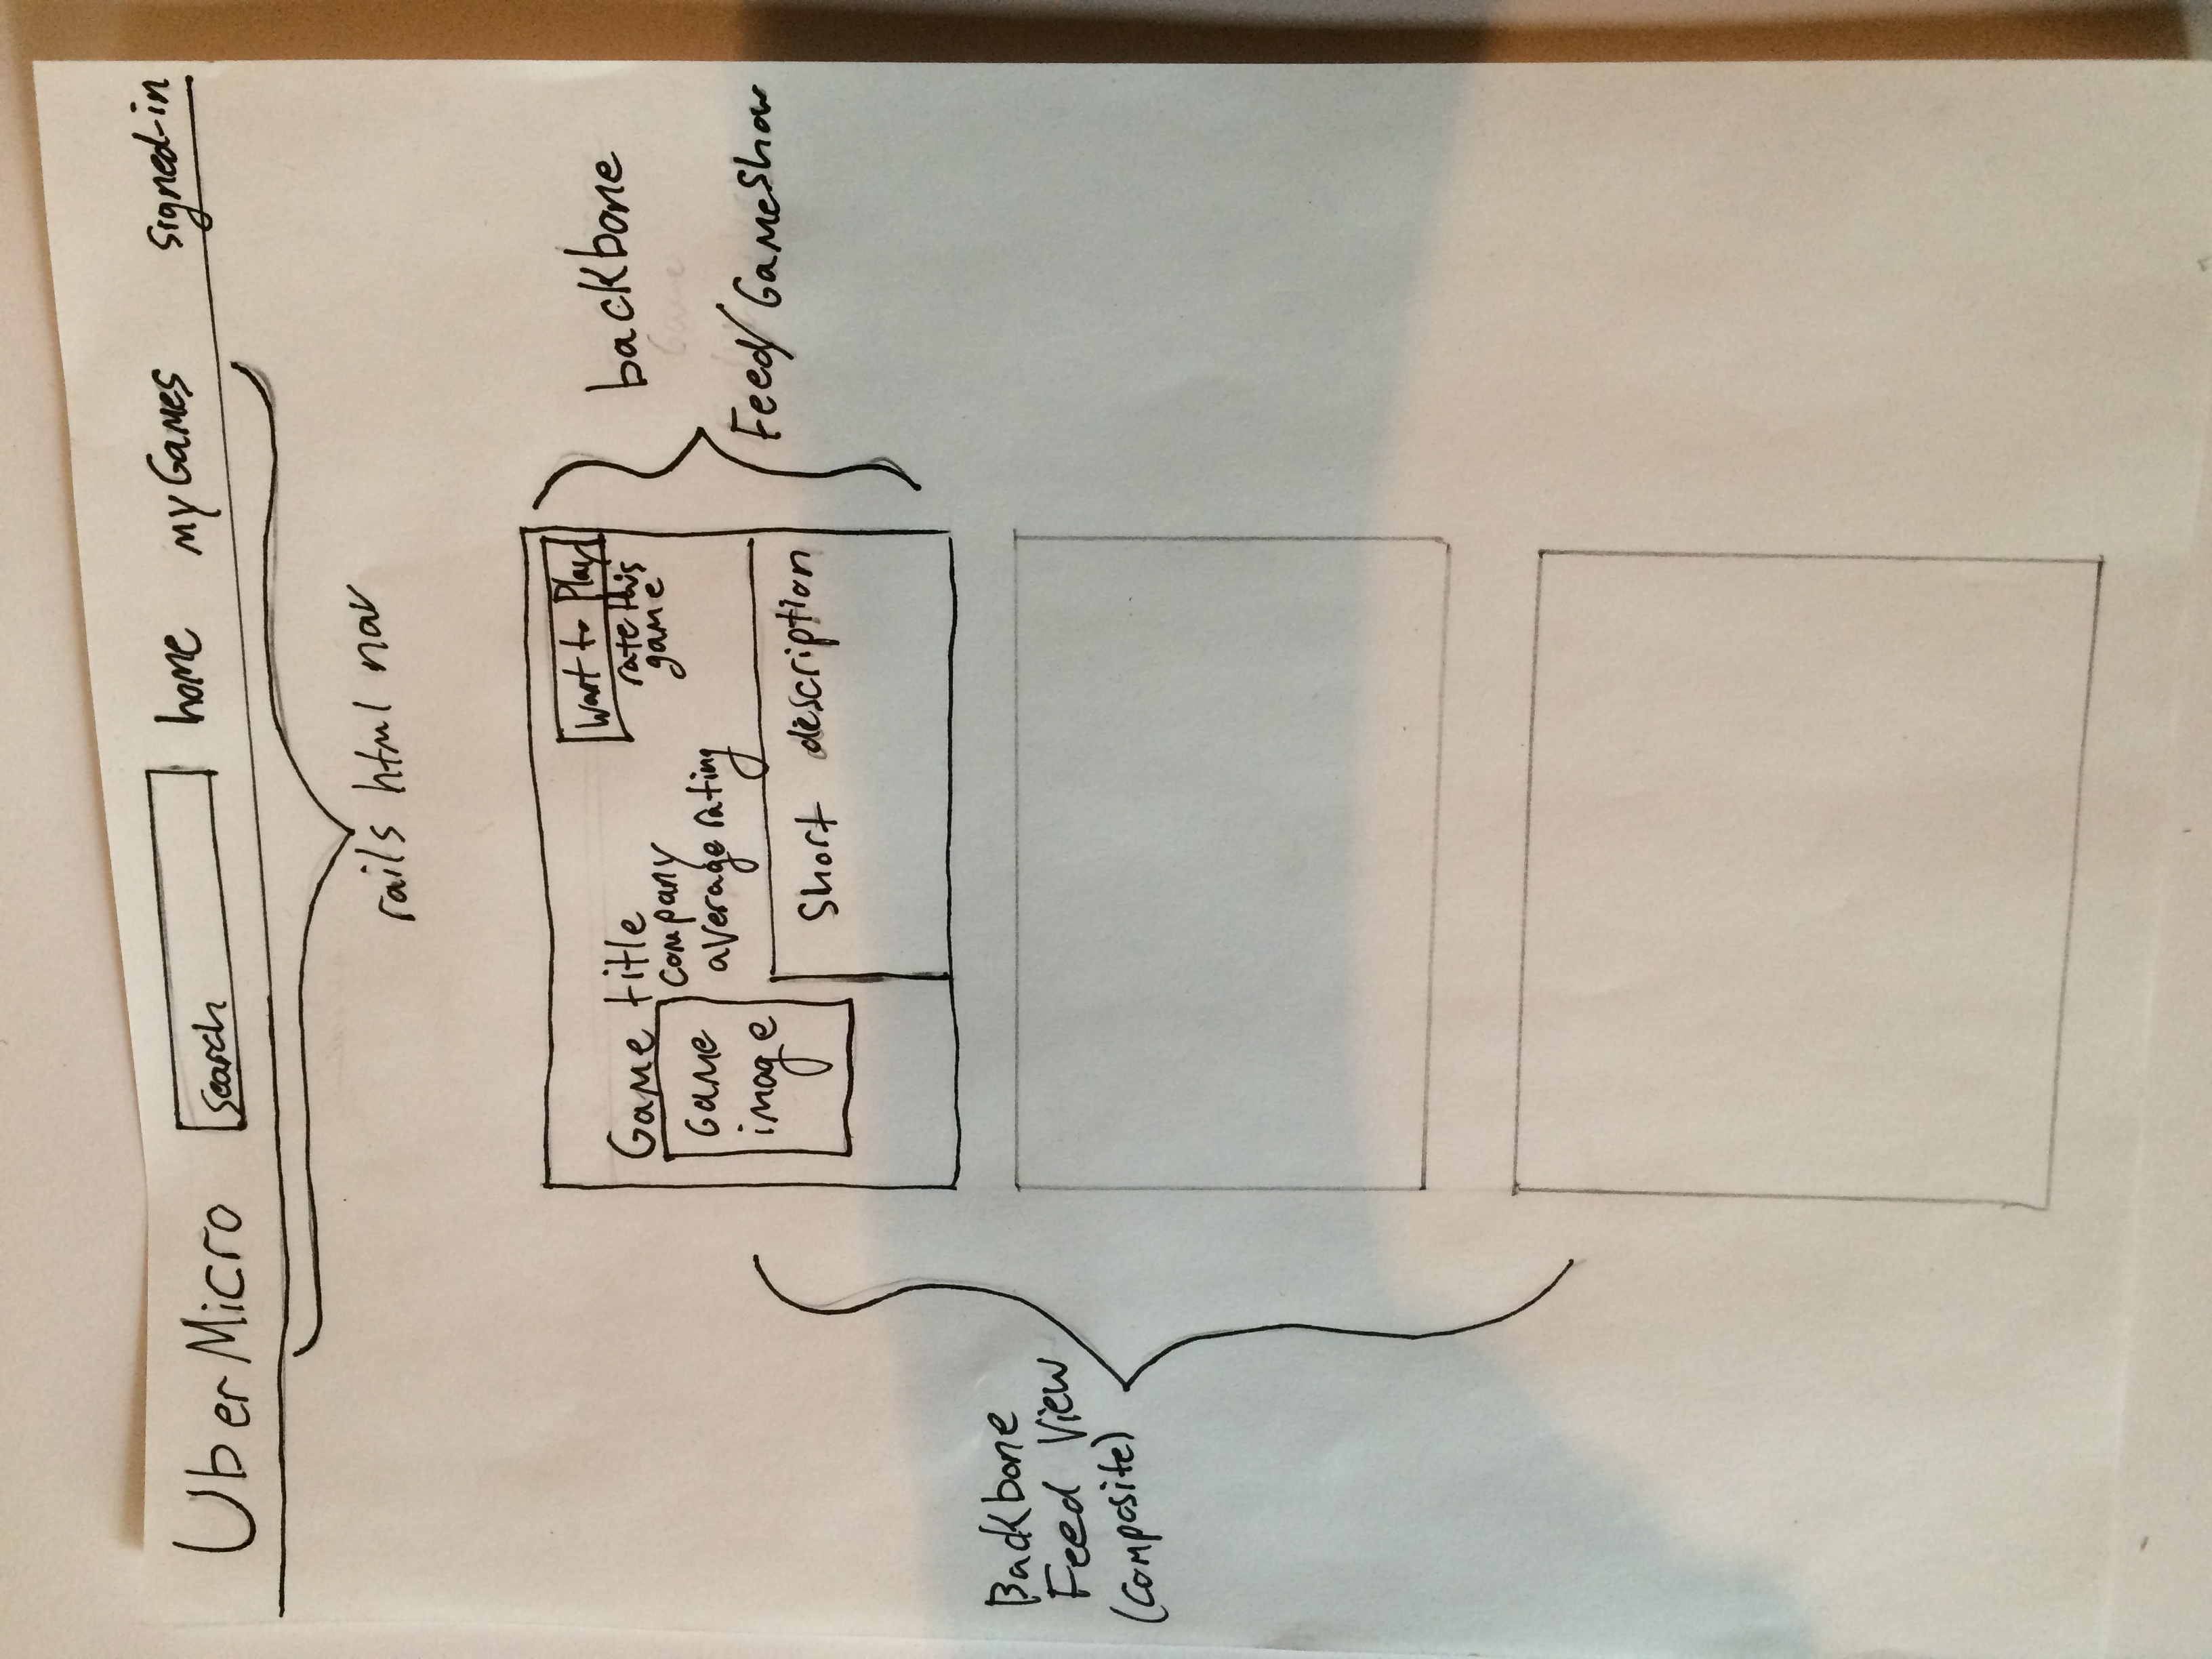 UberMicro search home myGames signed-in
rails html nav
Want to Play
rate this
game
Game title
company
average rating
Game
image
short description
backbone
Game
Feed/GameShow
Backbone
Feed View
(composite)